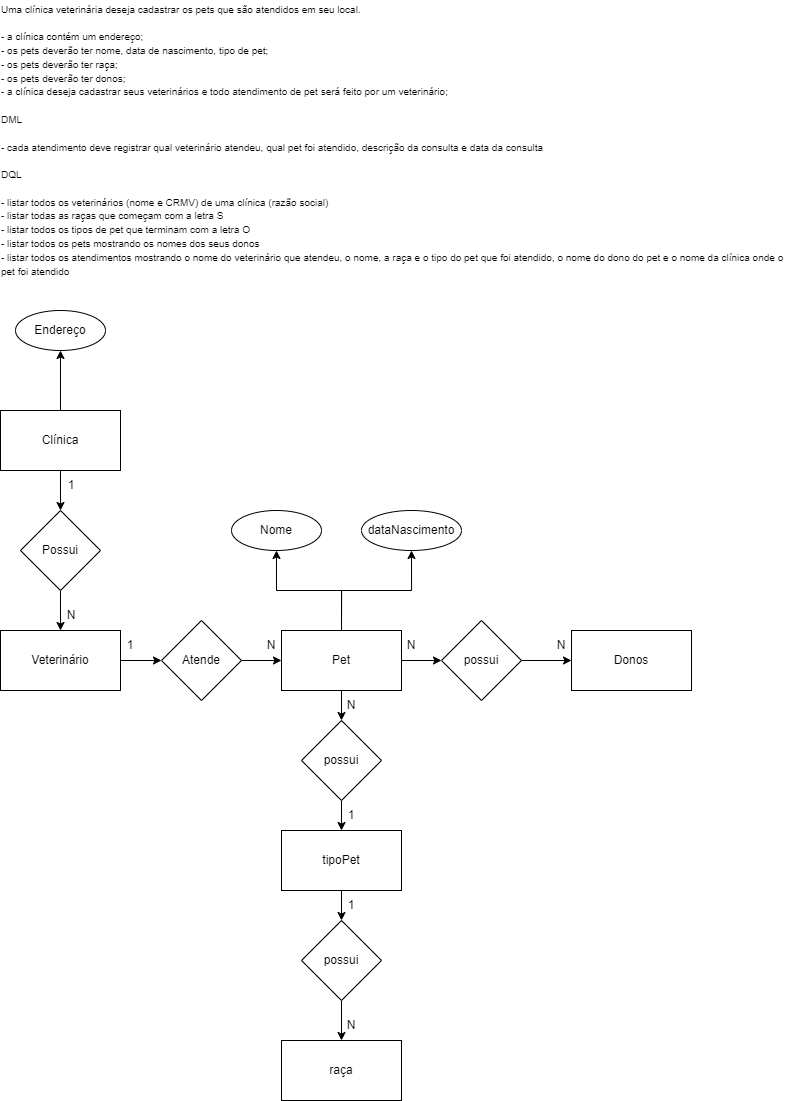 Uma clínica veterinária deseja cadastrar os pets que são atendidos em seu local.
- a clínica contém um endereço;
- os pets deverão ter nome, data de nascimento, tipo de pet;
- os pets deverão ter raça;
- os pets deverão ter donos;
- a clínica deseja cadastrar seus veterinários e todo atendimento de pet será feito por um veterinário;
DML
- cada atendimento deve registrar qual veterinário atendeu, qual pet foi atendido, descrição da consulta e data da consulta
DQL
- listar todos os veterinários (nome e CRMV) de uma clínica (razão social)
- listar todas as raças que começam com a letra S
- listar todos os tipos de pet que terminam com a letra O
- listar todos os pets mostrando os nomes dos seus donos
- listar todos os atendimentos mostrando o nome do veterinário que atendeu, o nome, a raça e o tipo do pet que foi atendido, o nome do dono do pet e o nome da clínica onde o
pet foi atendido
Endereço
Clínica
1
Possui
Nome
dataNascimento
N
Veterinário
1
Atende
N
Pet
N
possui
N
Donos
N
possui
1
tipoPet
1
possui
N
raça